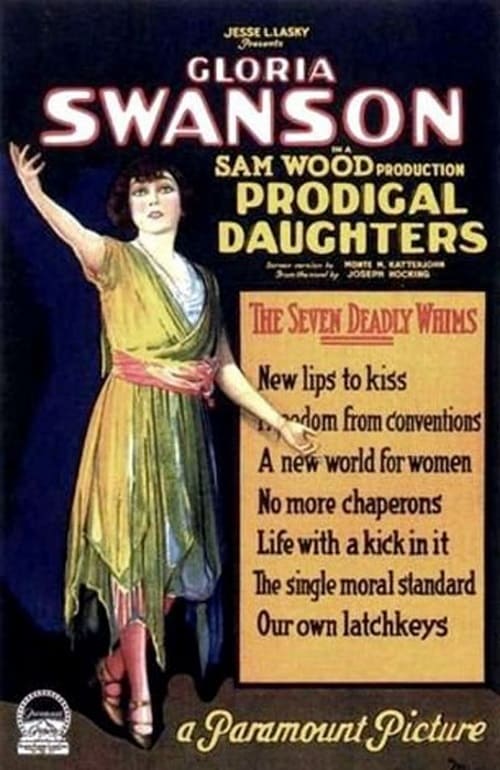 JESSE L. LASKY
Presents
GLORIA
SWANSON
IN A
SAM WOOD PRODUCTION
PRODIGAL
DAUGHTERS
Screen version by MONTE M. KATTERJOHN
From the novel by JOSEPH HOCKING
THE SEVEN DEADLY WHIMS
New lips to kiss
Freedom from conventions
A new world for women
No more chaperons
Life with a kick in it
The single moral standard
Our own latchkeys
a Paramount Picture